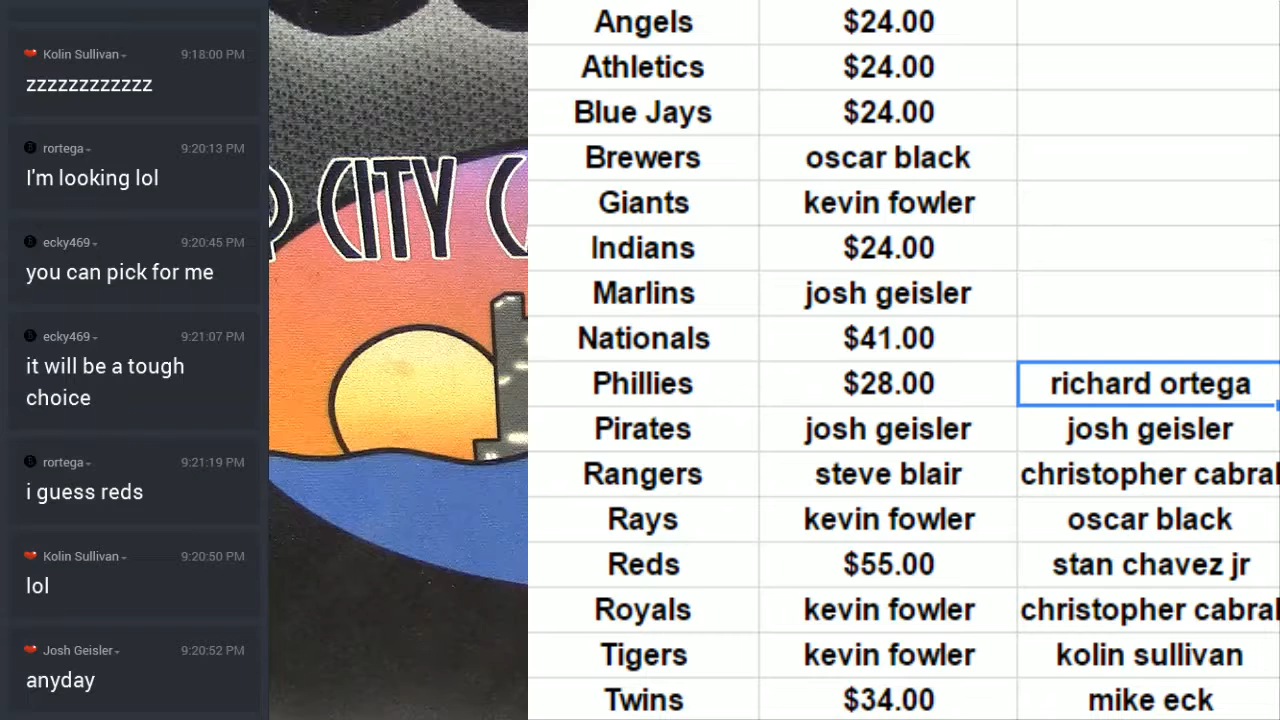 Kolin Sullivan 9:18:00 PM
zzzzzzzzzzzz
rortega 9:20:13 PM
I'm looking lol
ecky469 9:20:45 PM
you can pick for me
ecky469 9:21:07 PM
it will be a tough
choice
rortega 9:21:19 PM
i guess reds
Kolin Sullivan 9:20:50 PM
lol
Josh Geisler 9:20:52 PM
anyday
CITY
Angels $24.00
Athletics $24.00
Blue Jays $24.00
Brewers oscar black
Giants kevin fowler
Indians $24.00
Marlins josh geisler
Nationals $41.00
Phillies $28.00 richard ortega
Pirates josh geisler josh geisler
Rangers steve blair christopher cabral
Rays kevin fowler oscar black
Reds $55.00 stan chavez jr
Royals kevin fowler christopher cabral
Tigers kevin fowler kolin sullivan
Twins $34.00 mike eck